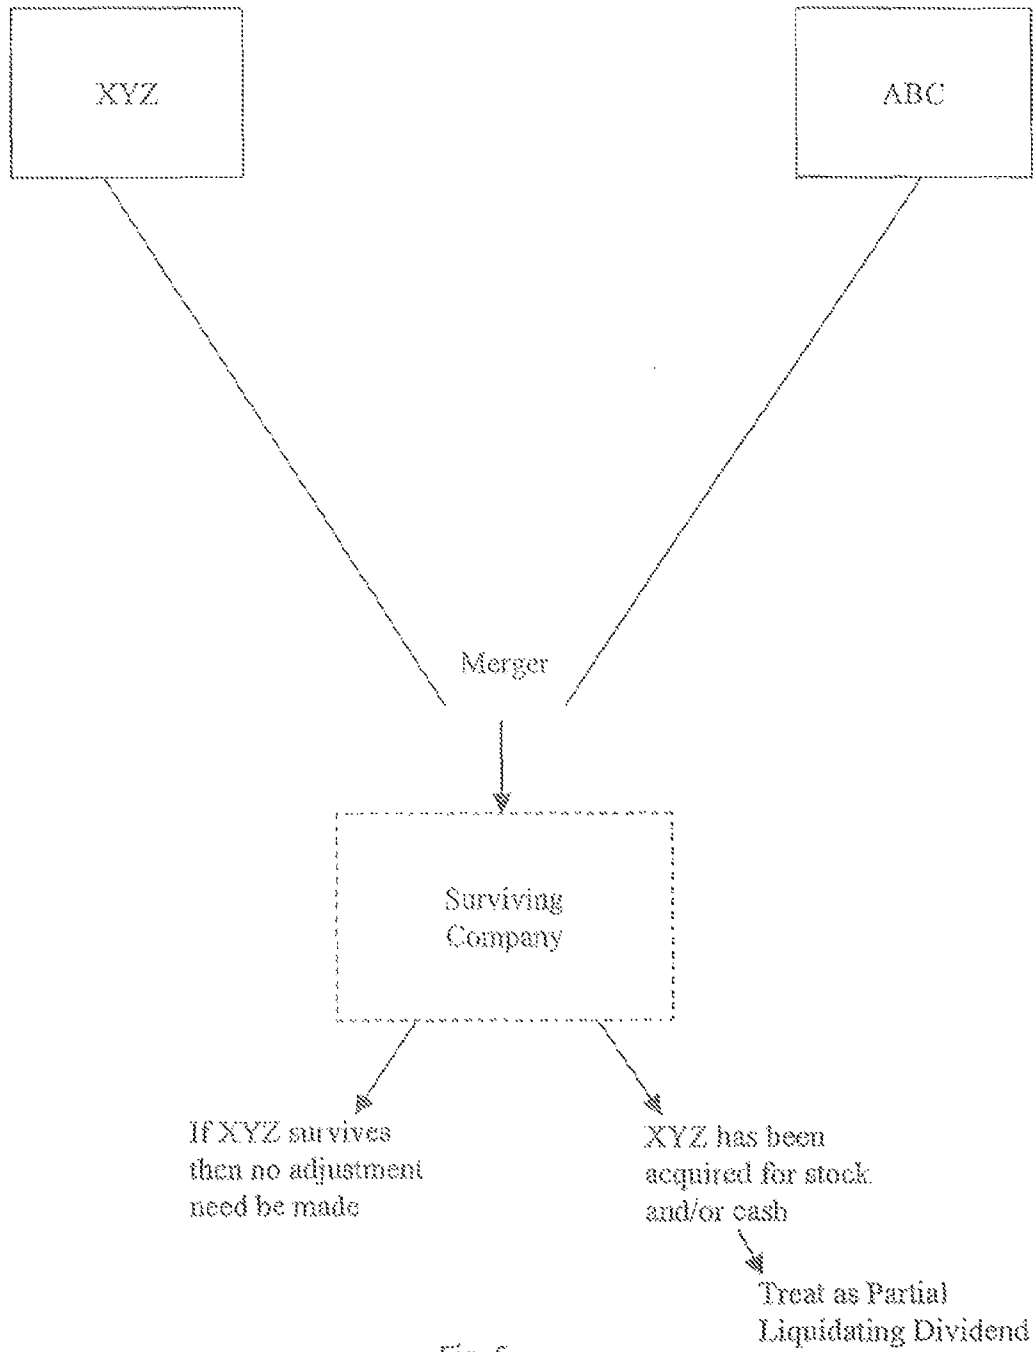 XYZ
ABC
Merger
Surviving
Company
If XYZ survives
then no adjustment
need be made
XYZ has been
acquired for stock
and/or cash
Treat as Partial
Liquidating Dividend
Fig.